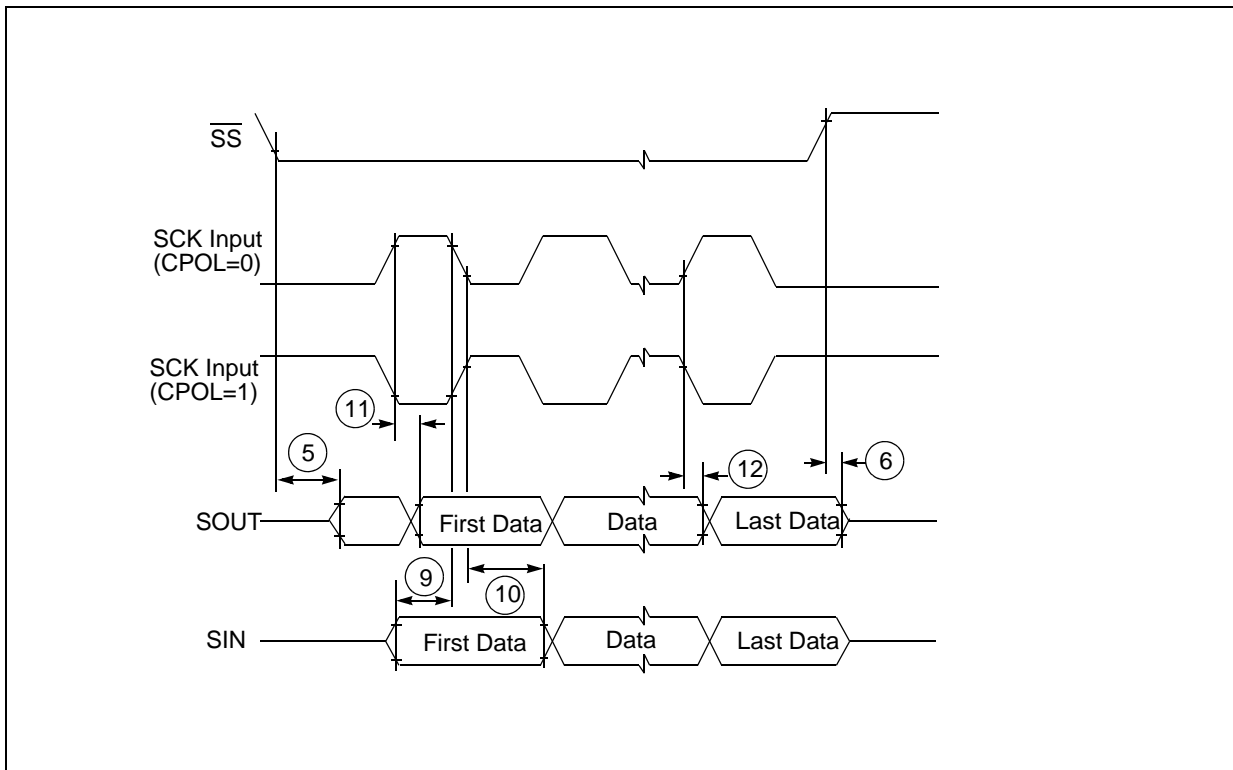 SS
SCK Input
(CPOL=0)
SCK Input
(CPOL=1)
11
5
12
6
SOUT
First Data
Data
Last Data
9
10
SIN
First Data
Data
Last Data